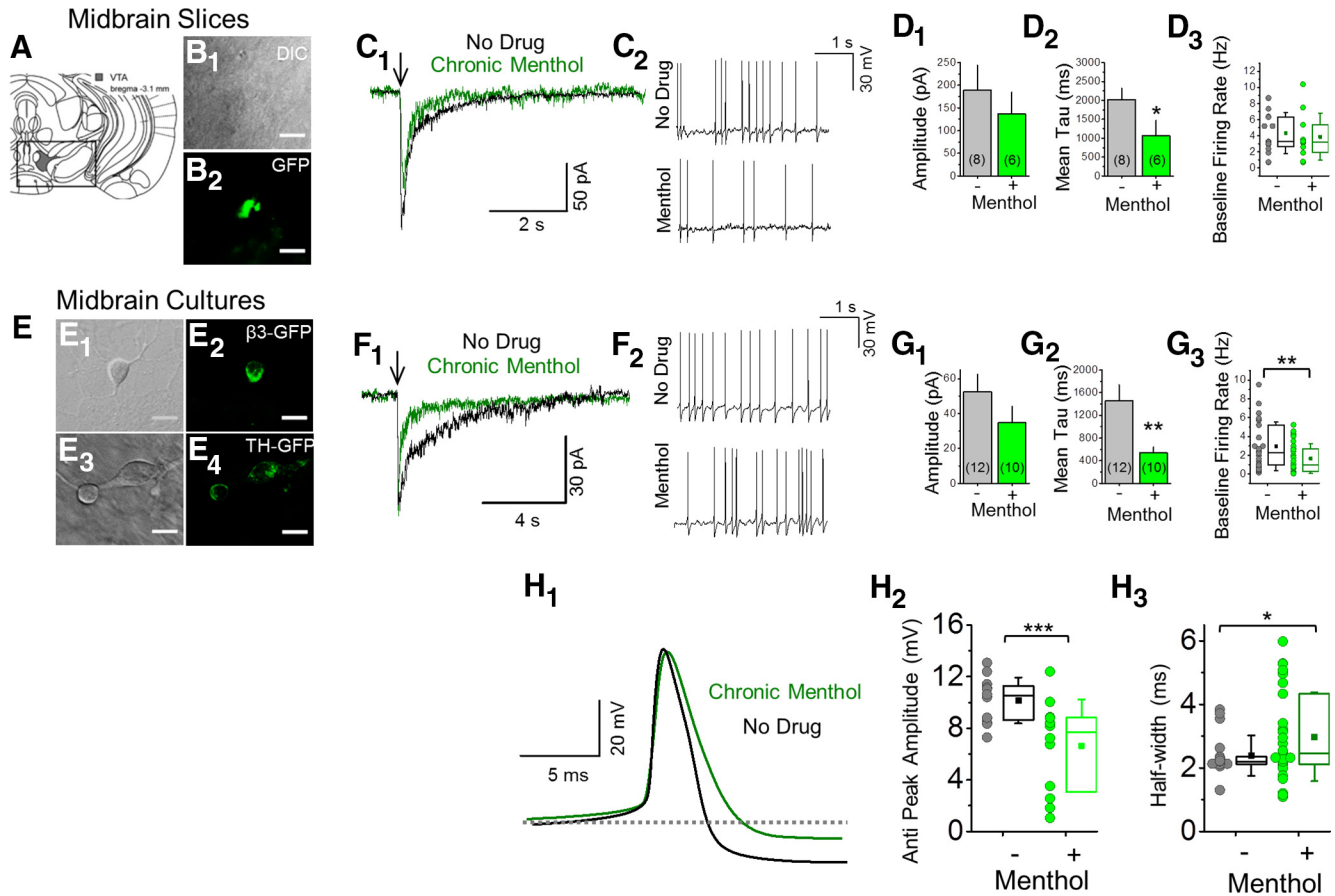 Midbrain Slices
A
VTA
bregma -3.1 mm
B1
DIC
B2
GFP
C1
No Drug
Chronic Menthol
50 pA
2 s
C2
1 s
30 mV
No Drug
Menthol
D1
Amplitude (pA)
250
200
150
100
50
0
(8)
(6)
-
+
Menthol
D2
Mean Tau (ms)
3000
2500
2000
1500
1000
500
0
*
(8)
(6)
-
+
Menthol
D3
Baseline Firing Rate (Hz)
12
10
8
6
4
2
0
-
+
Menthol
Midbrain Cultures
E
E1
E2
β3-GFP
E3
E4
TH-GFP
F1
No Drug
Chronic Menthol
30 pA
4 s
F2
1 s
30 mV
No Drug
Menthol
G1
Amplitude (pA)
60
40
20
0
(12)
(10)
-
+
Menthol
G2
Mean Tau (ms)
2000
1600
1200
800
400
0
**
(12)
(10)
-
+
Menthol
G3
Baseline Firing Rate (Hz)
10
8
6
4
2
0
**
-
+
Menthol
H1
20 mV
5 ms
Chronic Menthol
No Drug
H2
Anti Peak Amplitude (mV)
16
12
8
4
0
***
-
+
Menthol
H3
Half-width (ms)
6
4
2
0
*
-
+
Menthol